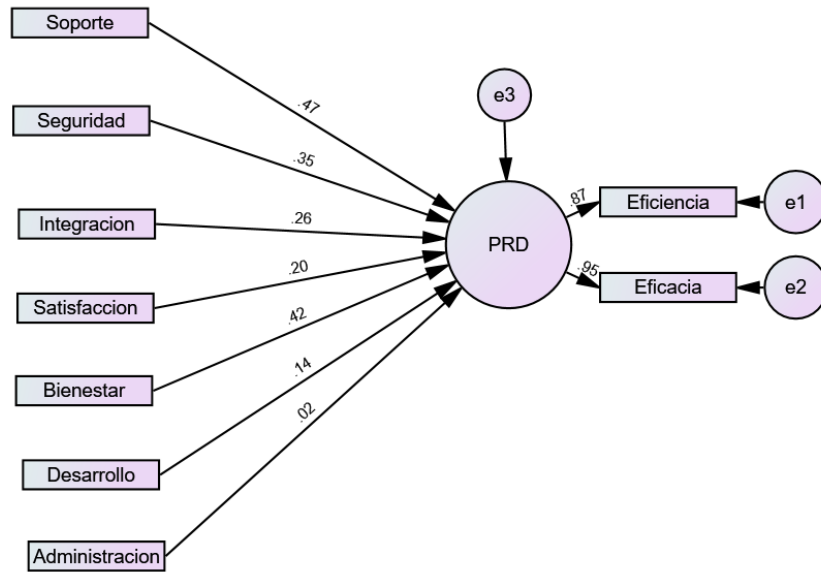 Soporte
.47
e3
Seguridad
.35
.87
Eficiencia
e1
Integracion
.26
PRD
.20
.95
Eficacia
e2
Satisfaccion
.42
Bienestar
.14
.02
Desarrollo
Administracion